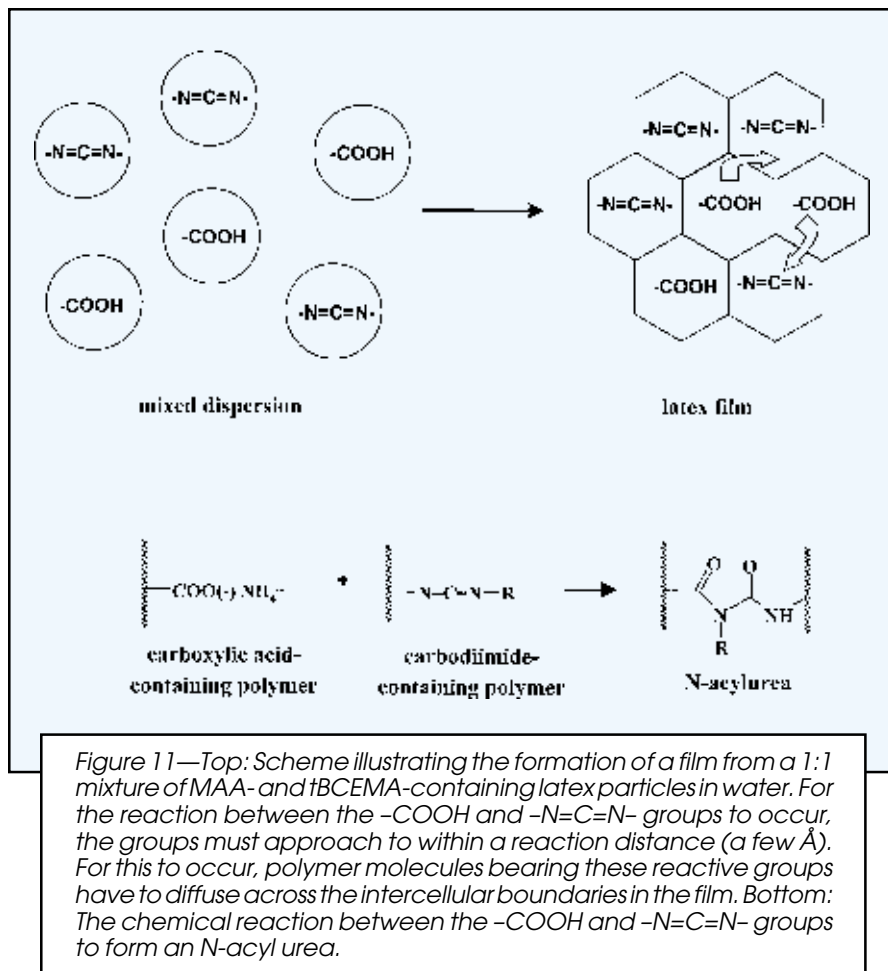 -N=C=N-
-N=C=N-
-COOH
-COOH
-COOH
-N=C=N-
mixed dispersion
-N=C=N- -N=C=N-
-N=C=N- -COOH -COOH
-COOH -N=C=N-
latex film
COO(-) NH₄
+
-N=C=N-R
O O
N NH
R
carboxylic acid-
containing polymer
carbodiimide-
containing polymer
N-acylurea
Figure 11—Top: Scheme illustrating the formation of a film from a 1:1
mixture of MAA- and tBCEMA-containing latex particles in water. For
the reaction between the –COOH and –N=C=N– groups to occur,
the groups must approach to within a reaction distance (a few Å).
For this to occur, polymer molecules bearing these reactive groups
have to diffuse across the intercellular boundaries in the film. Bottom:
The chemical reaction between the –COOH and –N=C=N– groups
to form an N-acyl urea.